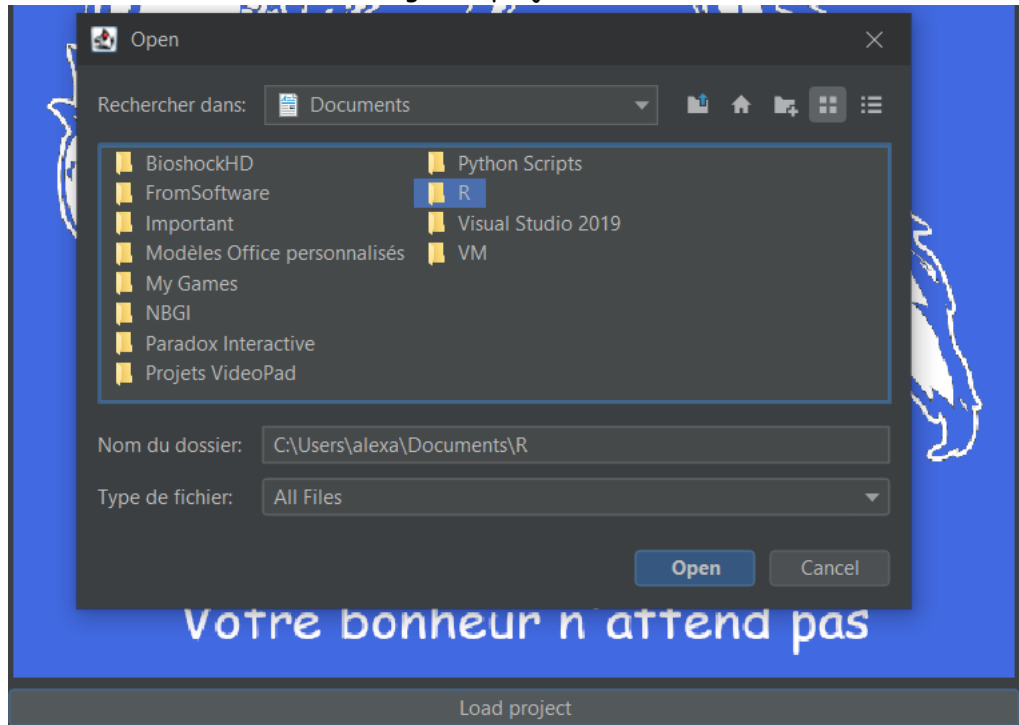 Open
Rechercher dans: Documents
BioshockHD
FromSoftware
Important
Modèles Office personnalisés
My Games
NBGI
Paradox Interactive
Projets VideoPad
Python Scripts
R
Visual Studio 2019
VM
Nom du dossier: C:\Users\alexa\Documents\R
Type de fichier: All Files
Open Cancel
Votre bonheur n'attend pas
Load project